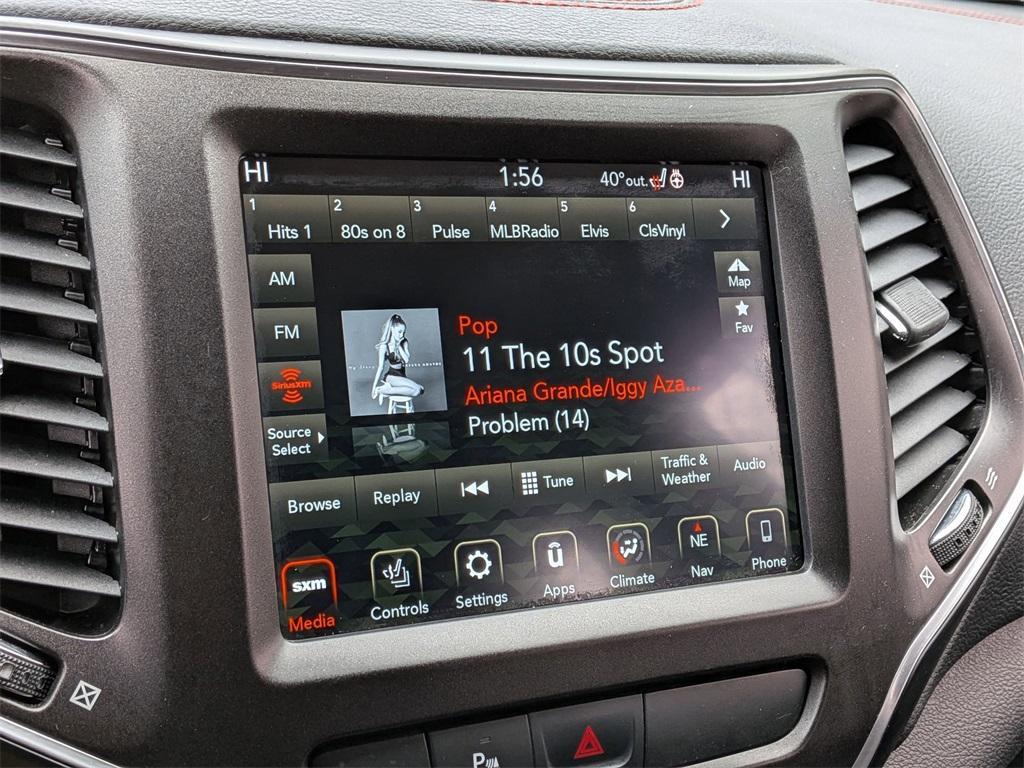 HI 1:56 40° out. HI
1 2 3 4 5 6
Hits 1 80s on 8 Pulse MLBRadio Elvis ClsVinyl
AM
FM
SiriusXM
Source
Select
Map
Fav
Pop
11 The 10s Spot
Ariana Grande/Iggy Aza...
Problem (14)
Browse Replay Tune Traffic &
Weather Audio
sxm û NE
Media Controls Settings Apps Climate Nav Phone
P